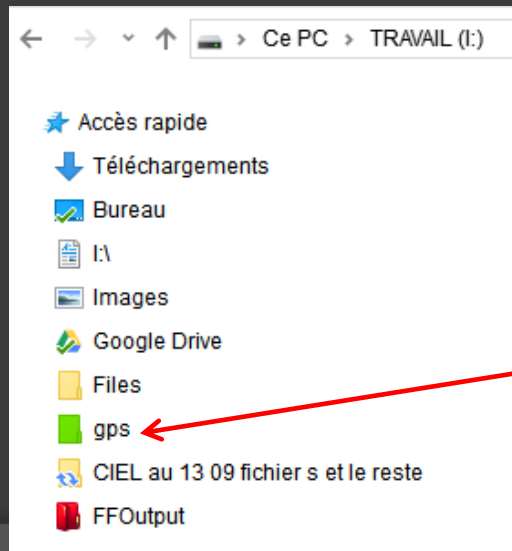 Ce PC > TRAVAIL (I:)
Accès rapide
Téléchargements
Bureau
I:\
Images
Google Drive
Files
gps
CIEL au 13 09 fichier s et le reste
FFOutput